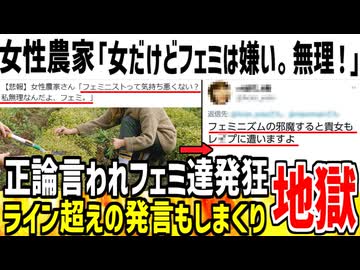 女性農家「女だけどフェミは嫌い。無理！」
【悲報】女性農家さん「フェミニストって気持ち悪くない？
私無理なんだよ、フェミ。」
フェミニズムの邪魔すると貴女も
レ プに遭いますよ
正論言われフェミ達発狂
ライン超えの発言もしまくり
地獄